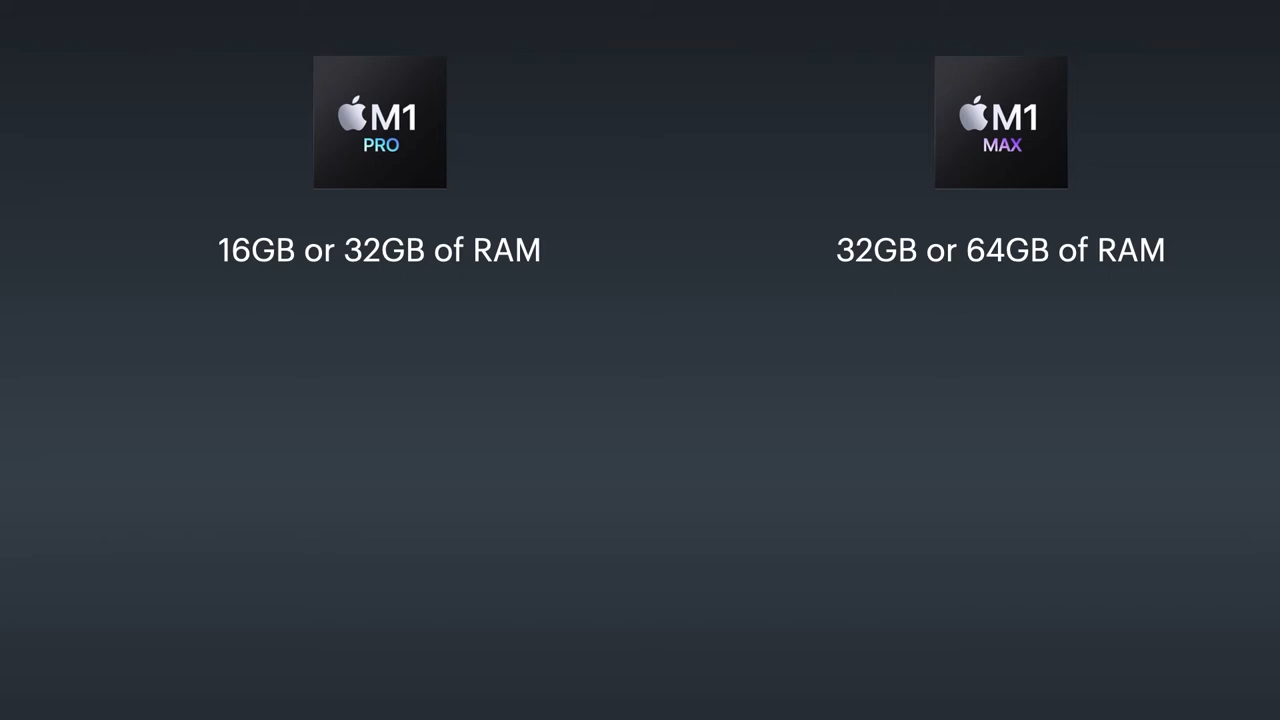 M1
PRO
16GB or 32GB of RAM
M1
MAX
32GB or 64GB of RAM